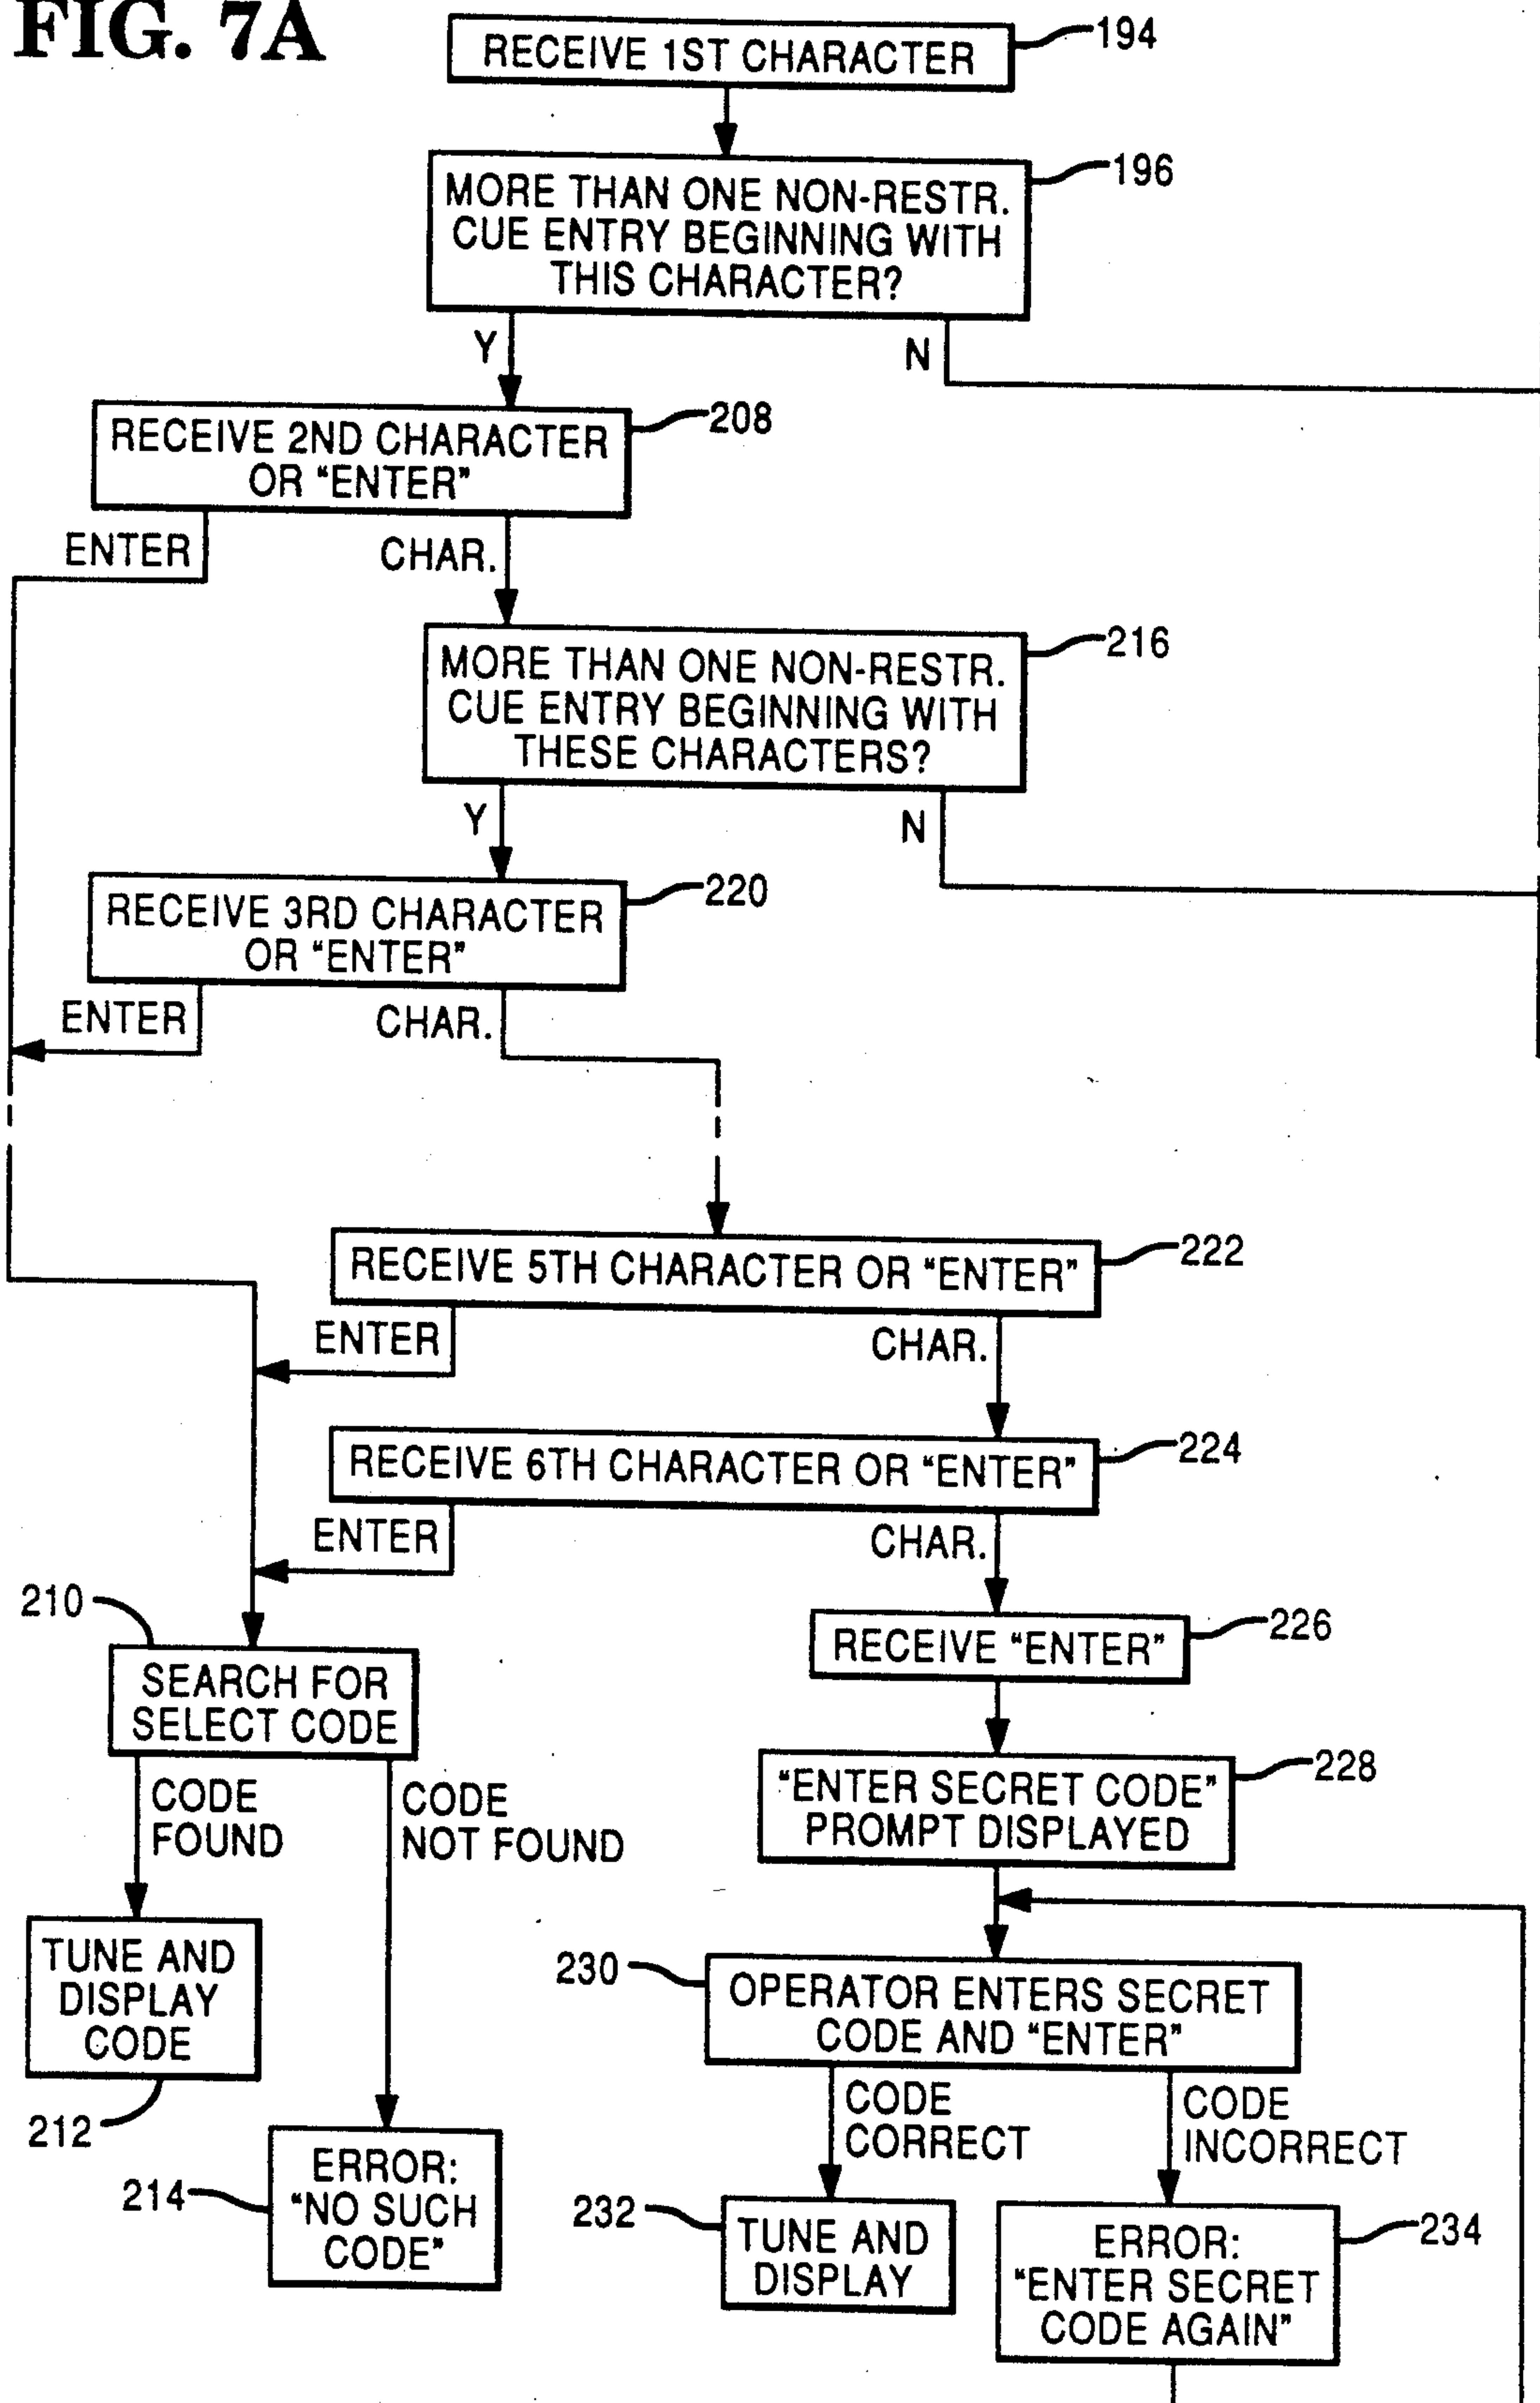 FIG. 7A
RECEIVE 1ST CHARACTER
194
MORE THAN ONE NON-RESTR.
CUE ENTRY BEGINNING WITH
THIS CHARACTER?
196
Y
N
RECEIVE 2ND CHARACTER
OR "ENTER"
208
ENTER
CHAR.
MORE THAN ONE NON-RESTR.
CUE ENTRY BEGINNING WITH
THESE CHARACTERS?
216
Y
N
RECEIVE 3RD CHARACTER
OR "ENTER"
220
ENTER
CHAR.
RECEIVE 5TH CHARACTER OR "ENTER"
222
ENTER
CHAR.
RECEIVE 6TH CHARACTER OR "ENTER"
224
ENTER
CHAR.
210
SEARCH FOR
SELECT CODE
RECEIVE "ENTER"
226
CODE
FOUND
CODE
NOT FOUND
"ENTER SECRET CODE"
PROMPT DISPLAYED
228
TUNE AND
DISPLAY
CODE
212
230
OPERATOR ENTERS SECRET
CODE AND "ENTER"
CODE
CORRECT
CODE
INCORRECT
214
ERROR:
"NO SUCH
CODE"
232
TUNE AND
DISPLAY
ERROR:
"ENTER SECRET
CODE AGAIN"
234